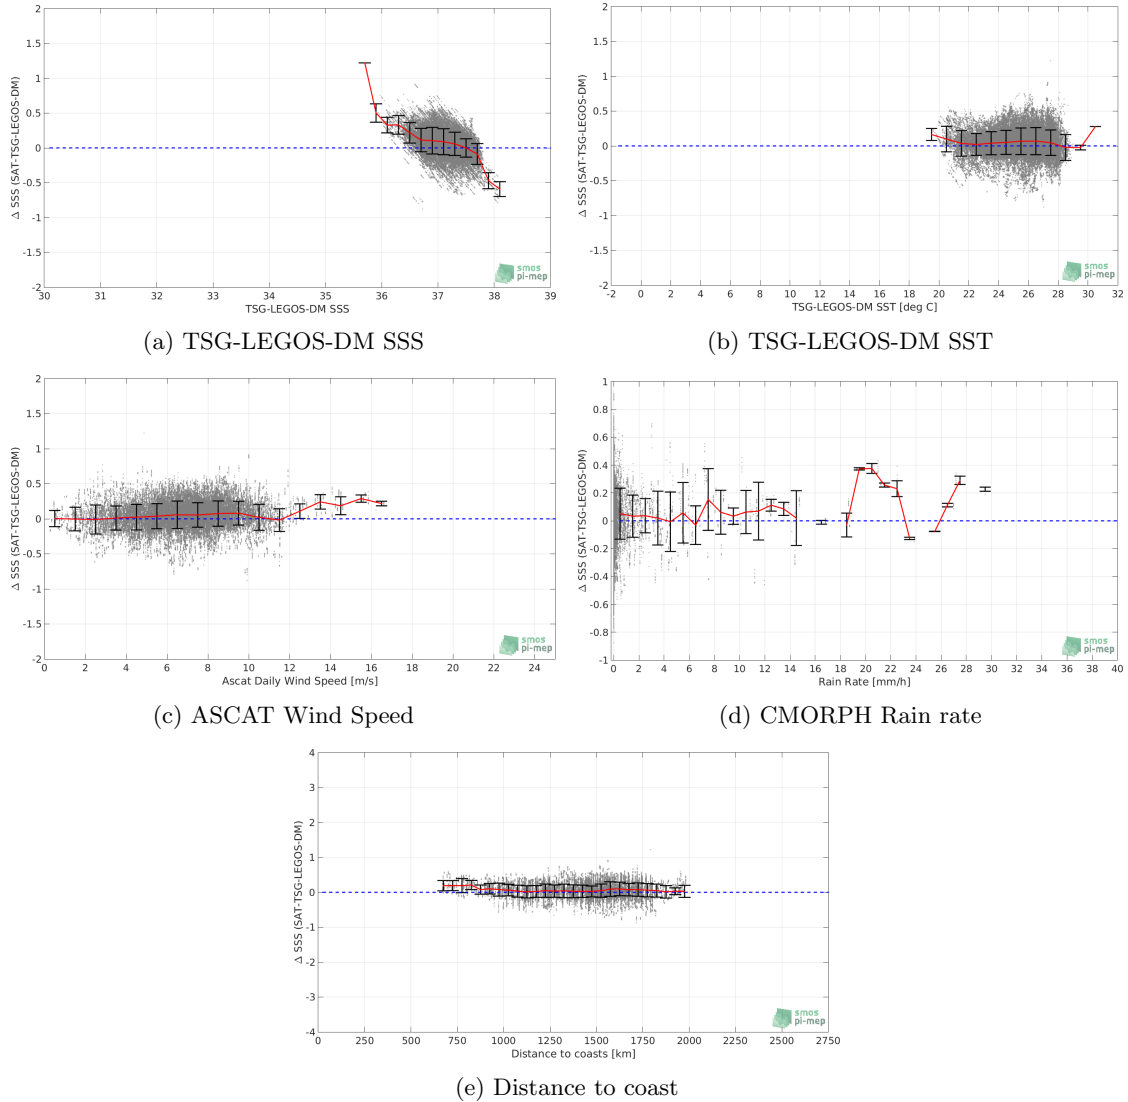 2
1.5
1
0.5
0
-0.5
-1
-1.5
-2
Δ SSS (SAT-TSG-LEGOS-DM)
30 31 32 33 34 35 36 37 38 39
TSG-LEGOS-DM SSS
smos
pi-mep
(a) TSG-LEGOS-DM SSS
2
1.5
1
0.5
0
-0.5
-1
-1.5
-2
Δ SSS (SAT-TSG-LEGOS-DM)
-2 0 2 4 6 8 10 12 14 16 18 20 22 24 26 28 30 32
TSG-LEGOS-DM SST [deg C]
smos
pi-mep
(b) TSG-LEGOS-DM SST
2
1.5
1
0.5
0
-0.5
-1
-1.5
-2
Δ SSS (SAT-TSG-LEGOS-DM)
0 2 4 6 8 10 12 14 16 18 20 22 24
Ascat Daily Wind Speed [m/s]
smos
pi-mep
(c) ASCAT Wind Speed
1
0.8
0.6
0.4
0.2
0
-0.2
-0.4
-0.6
-0.8
-1
Δ SSS (SAT-TSG-LEGOS-DM)
0 2 4 6 8 10 12 14 16 18 20 22 24 26 28 30 32 34 36 38 40
Rain Rate [mm/h]
smos
pi-mep
(d) CMORPH Rain rate
4
3
2
1
0
-1
-2
-3
-4
Δ SSS (SAT-TSG-LEGOS-DM)
0 250 500 750 1000 1250 1500 1750 2000 2250 2500 2750
Distance to coasts [km]
smos
pi-mep
(e) Distance to coast